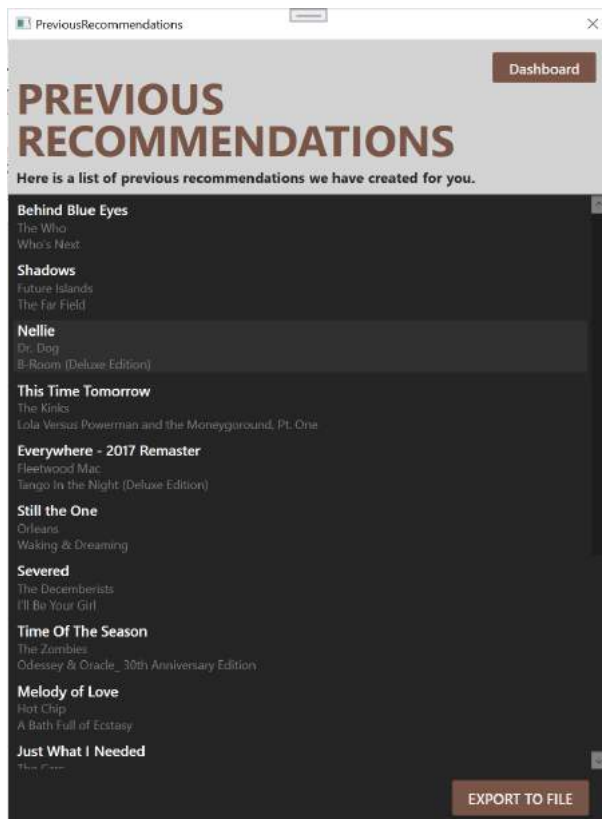 PreviousRecommendations
Dashboard
PREVIOUS
RECOMMENDATIONS
Here is a list of previous recommendations we have created for you.
Behind Blue Eyes
The Who
Who's Next
Shadows
Future Islands
The Far Field
Nellie
Dr. Dog
B-Room (Deluxe Edition)
This Time Tomorrow
The Kinks
Lola Versus Powerman and the Moneygoround, Pt. One
Everywhere - 2017 Remaster
Fleetwood Mac
Tango In the Night (Deluxe Edition)
Still the One
Orleans
Waking & Dreaming
Severed
The Decemberists
I'll Be Your Girl
Time Of The Season
The Zombies
Odessey & Oracle_ 30th Anniversary Edition
Melody of Love
Hot Chip
A Bath Full of Ecstasy
Just What I Needed
The Cars
EXPORT TO FILE